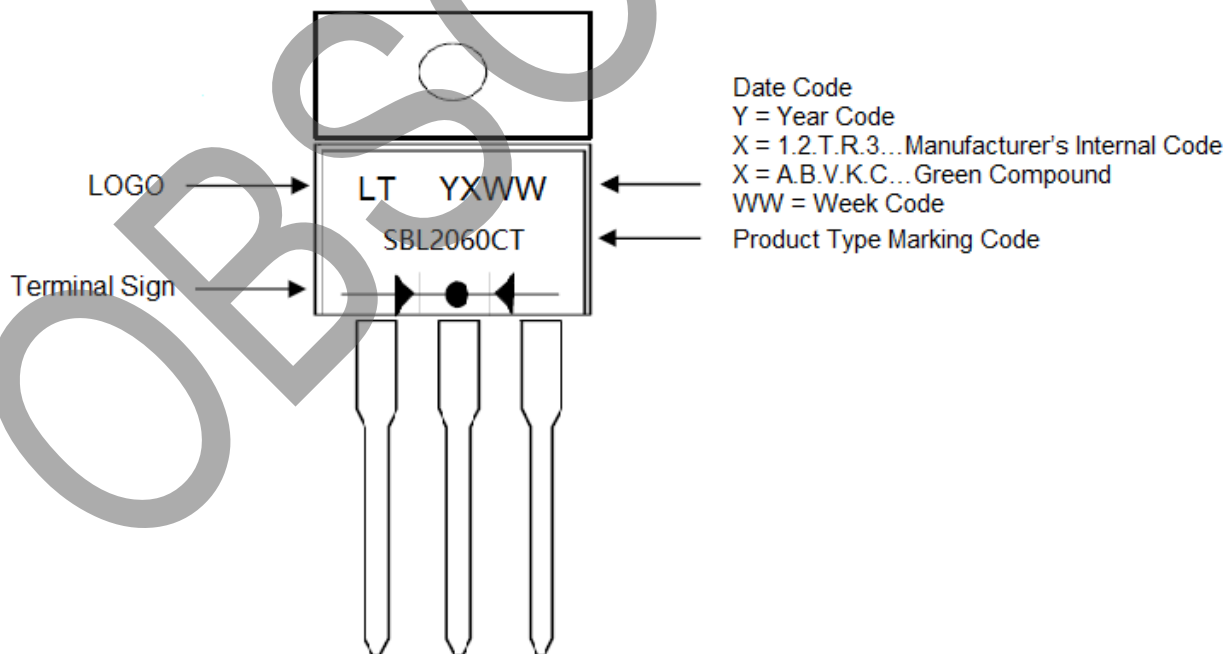 Date Code
Y = Year Code
X = 1.2.T.R.3...Manufacturer's Internal Code
X = A.B.V.K.C...Green Compound
WW = Week Code
LOGO
LT YXWW
SBL2060CT
Product Type Marking Code
Terminal Sign
OBSO